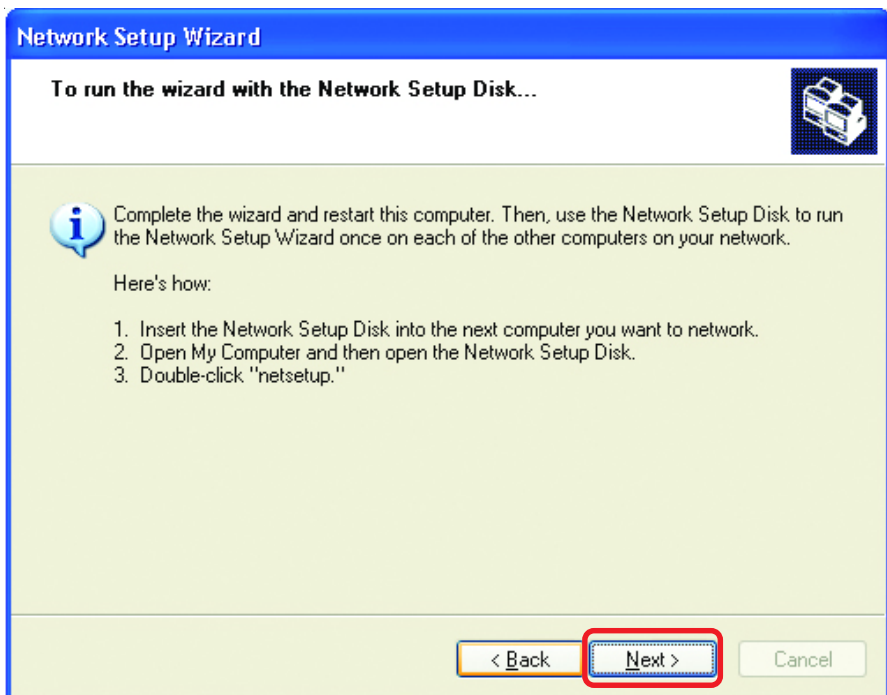 Network Setup Wizard
To run the wizard with the Network Setup Disk...
Complete the wizard and restart this computer. Then, use the Network Setup Disk to run
the Network Setup Wizard once on each of the other computers on your network.
Here's how:
1. Insert the Network Setup Disk into the next computer you want to network.
2. Open My Computer and then open the Network Setup Disk.
3. Double-click "netsetup."
< Back
Next >
Cancel